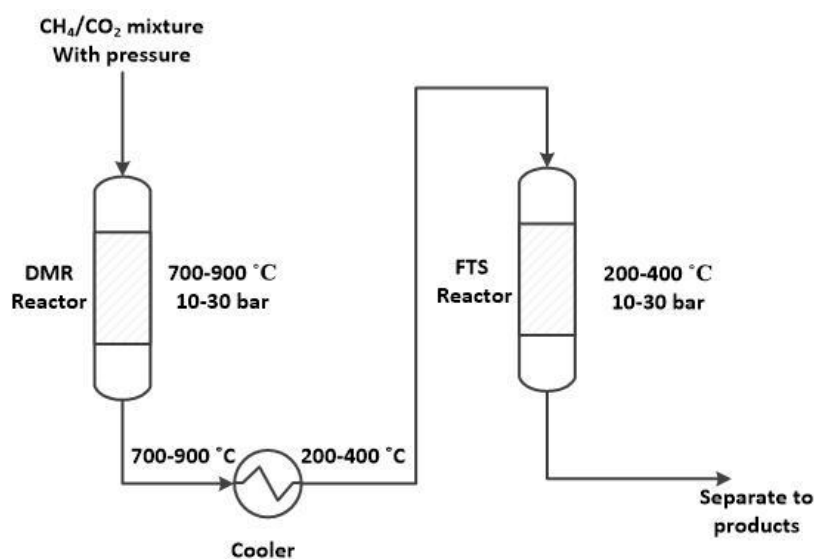 CH₄/CO₂ mixture
With pressure
DMR
Reactor
700-900 ˚C
10-30 bar
700-900 ˚C
200-400 ˚C
Cooler
FTS
Reactor
200-400 ˚C
10-30 bar
Separate to
products